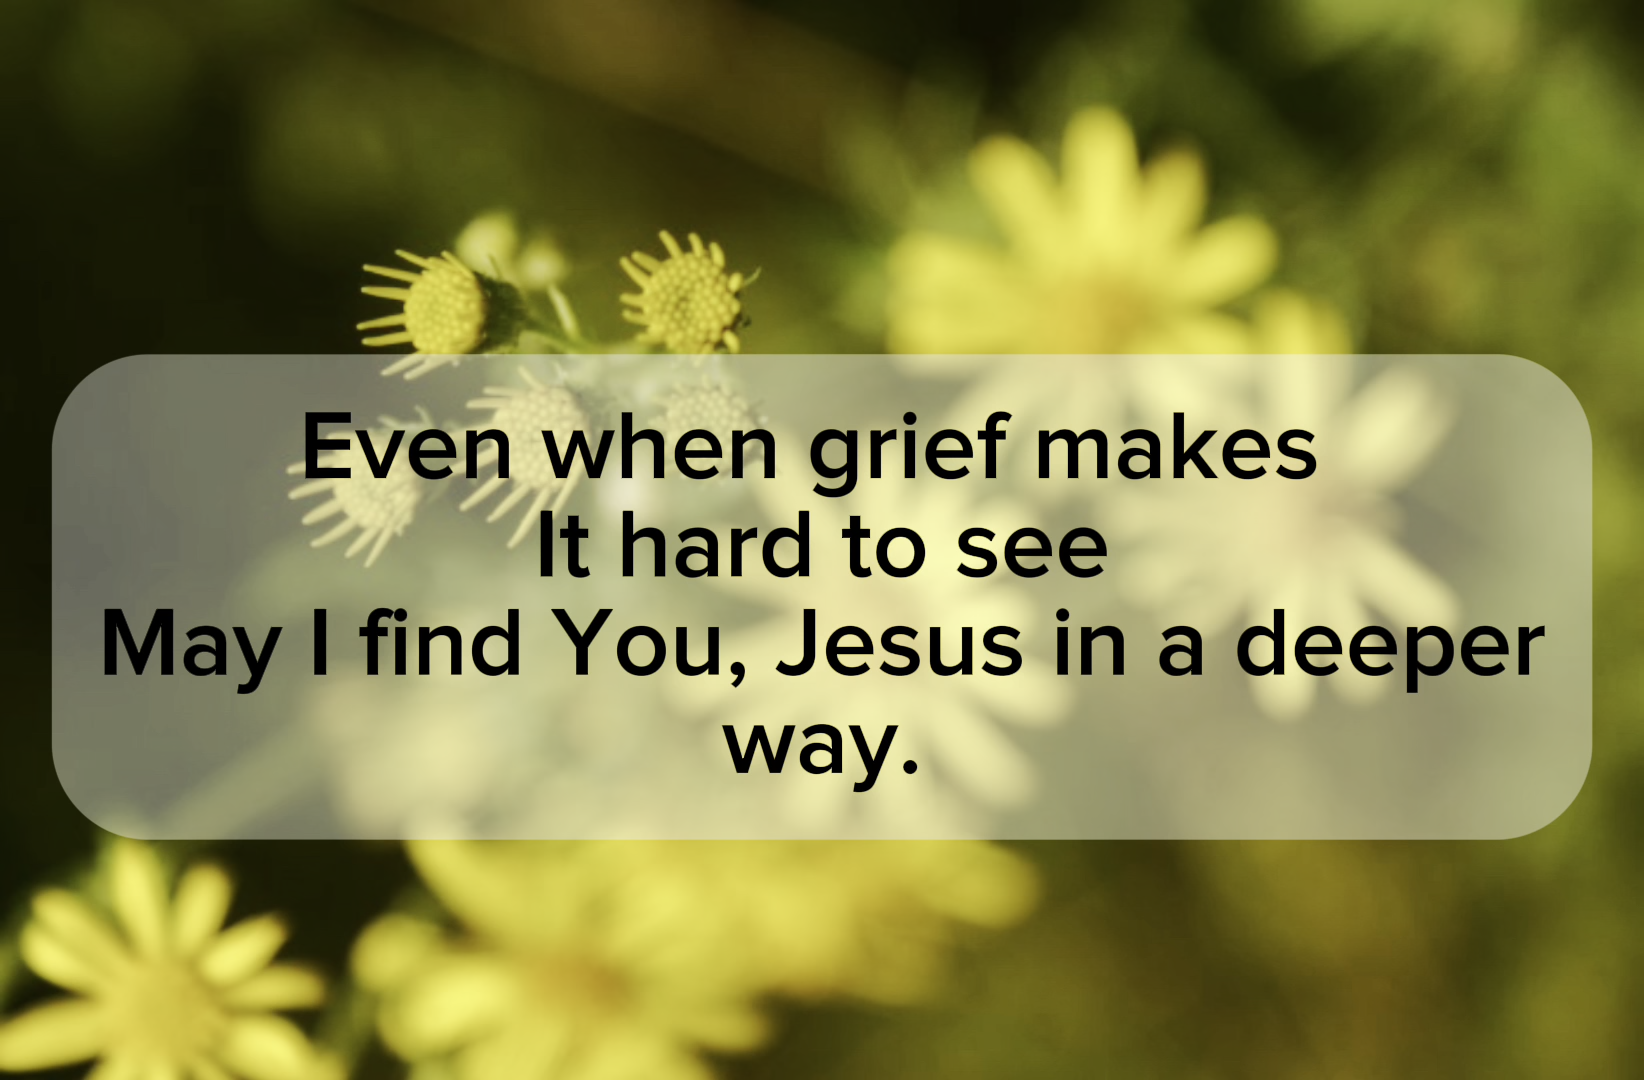 Even when grief makes
It hard to see
May I find You, Jesus in a deeper
way.